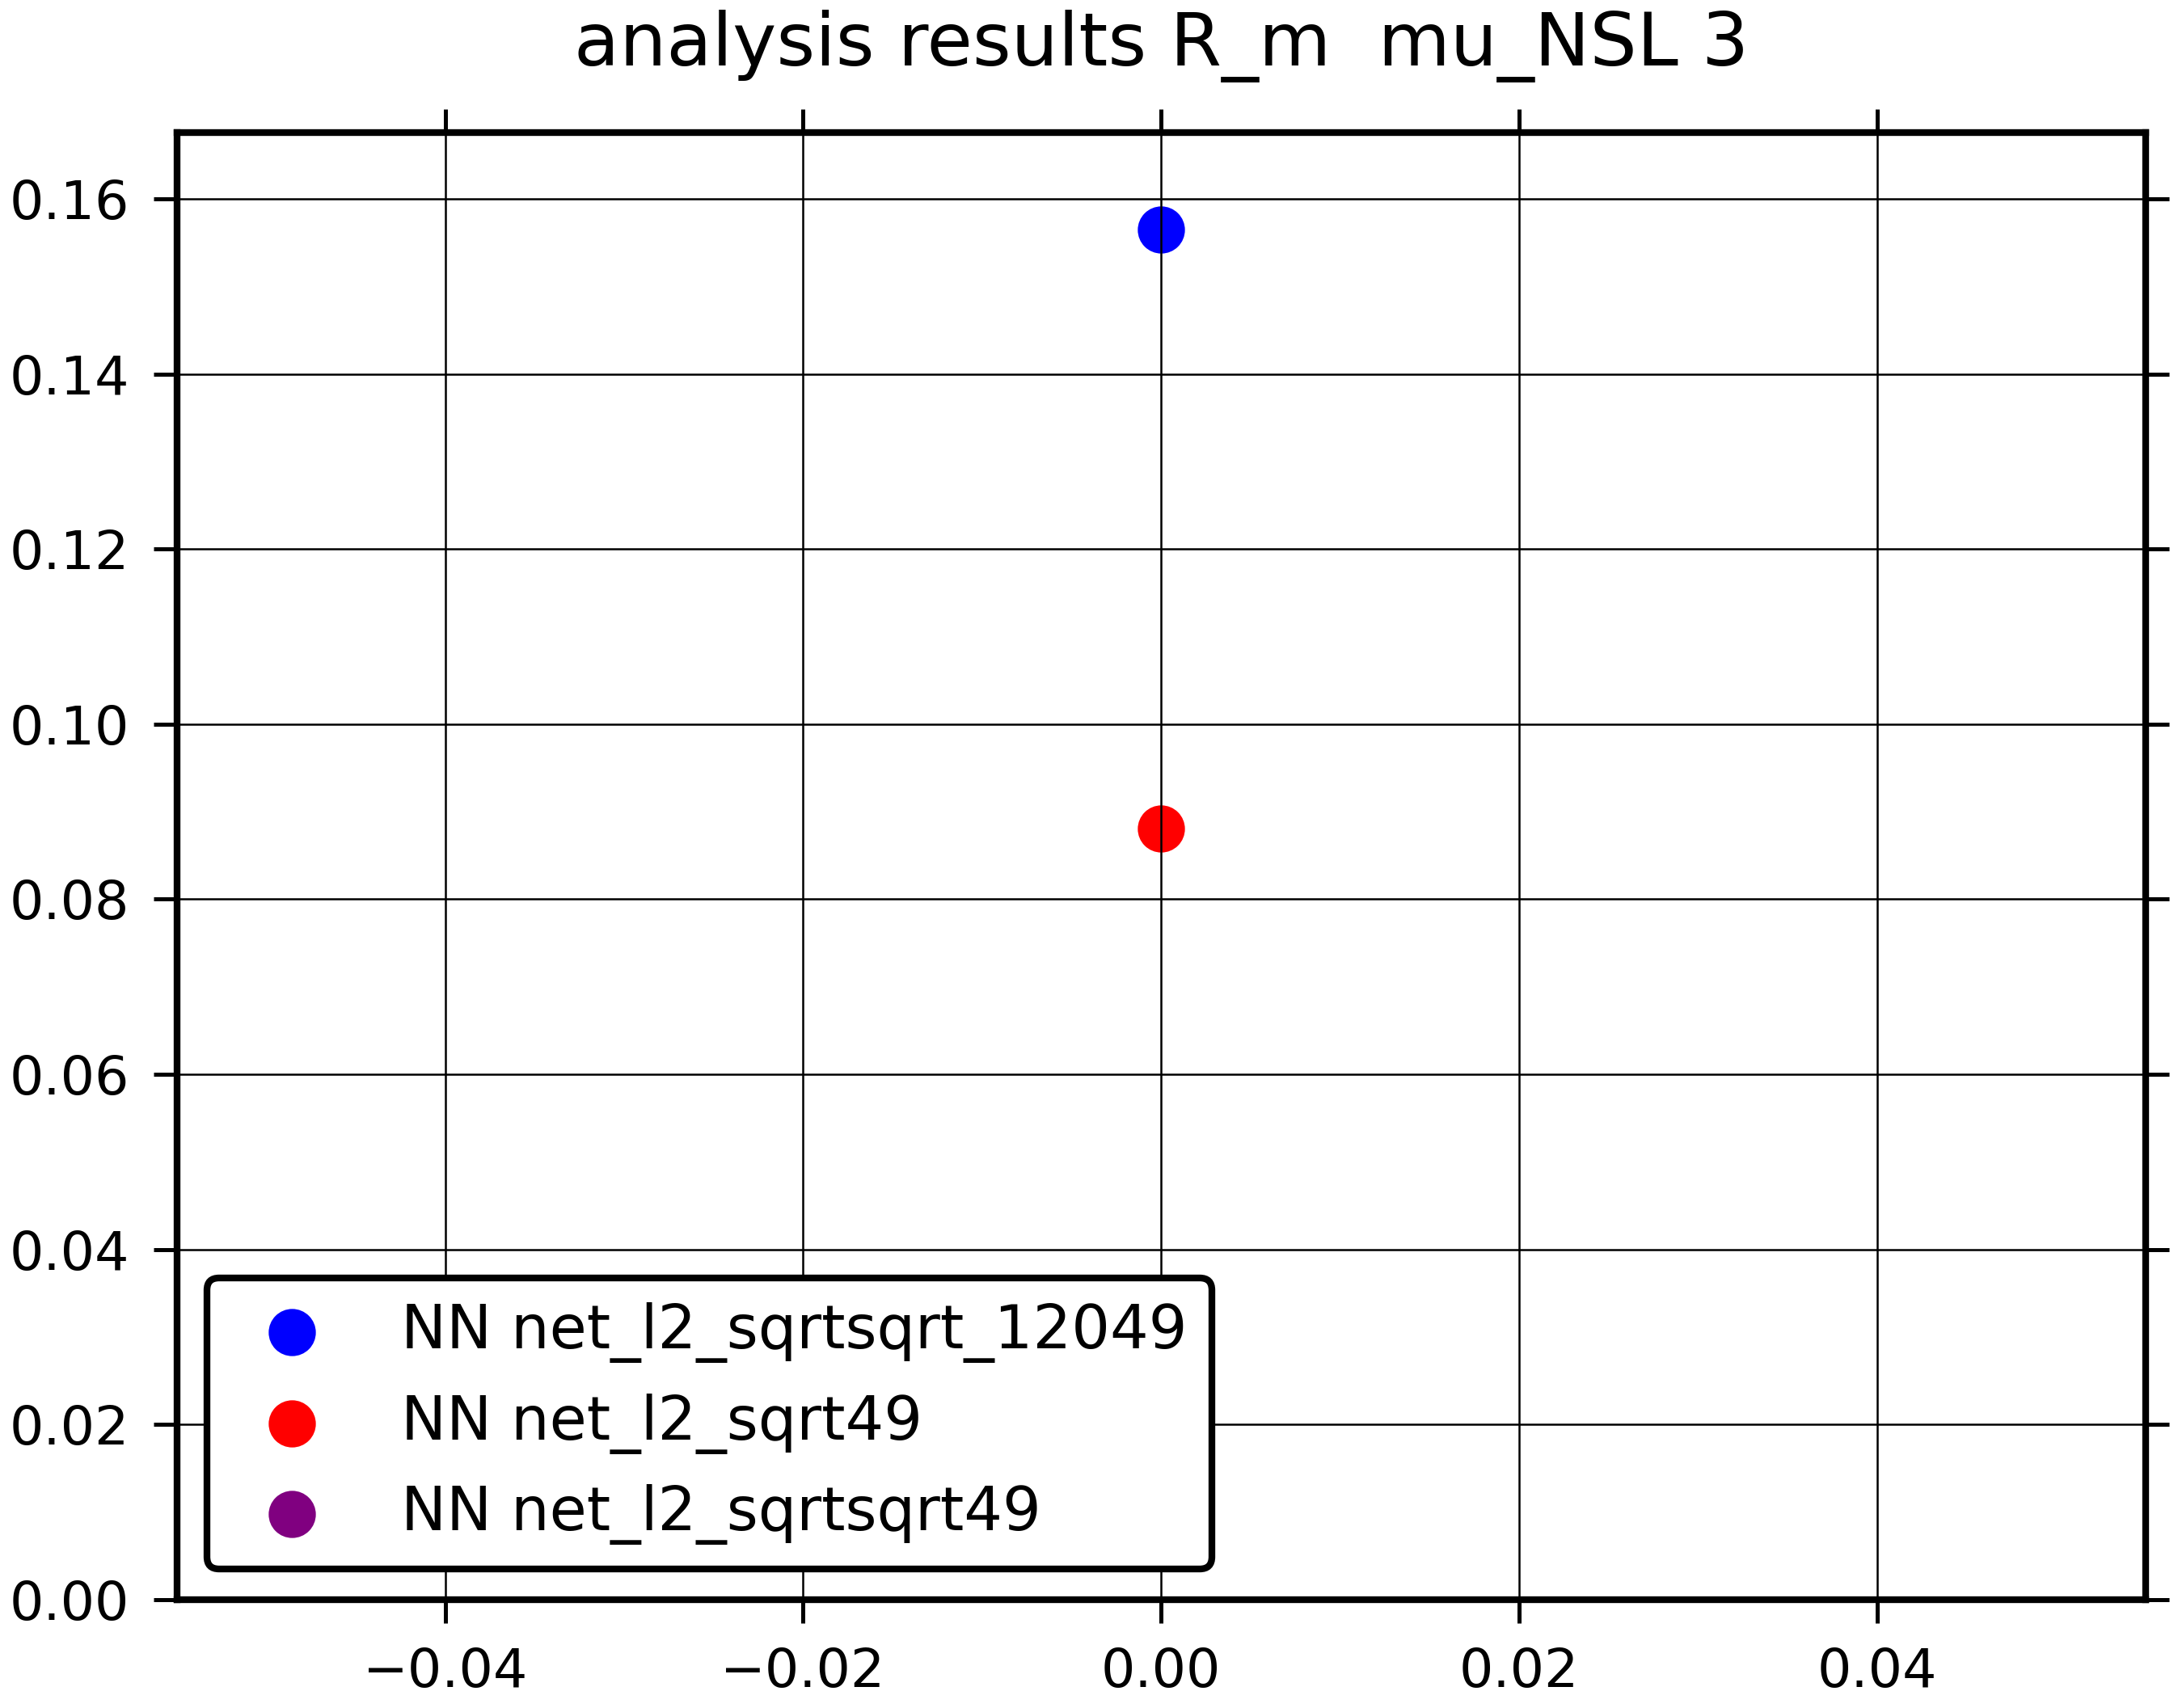 analysis results R_m  mu_NSL 3
0.16
0.14
0.12
0.10
0.08
0.06
0.04
0.02
0.00
NN net_l2_sqrtsqrt_12049
NN net_l2_sqrt49
NN net_l2_sqrtsqrt49
−0.04 −0.02 0.00 0.02 0.04